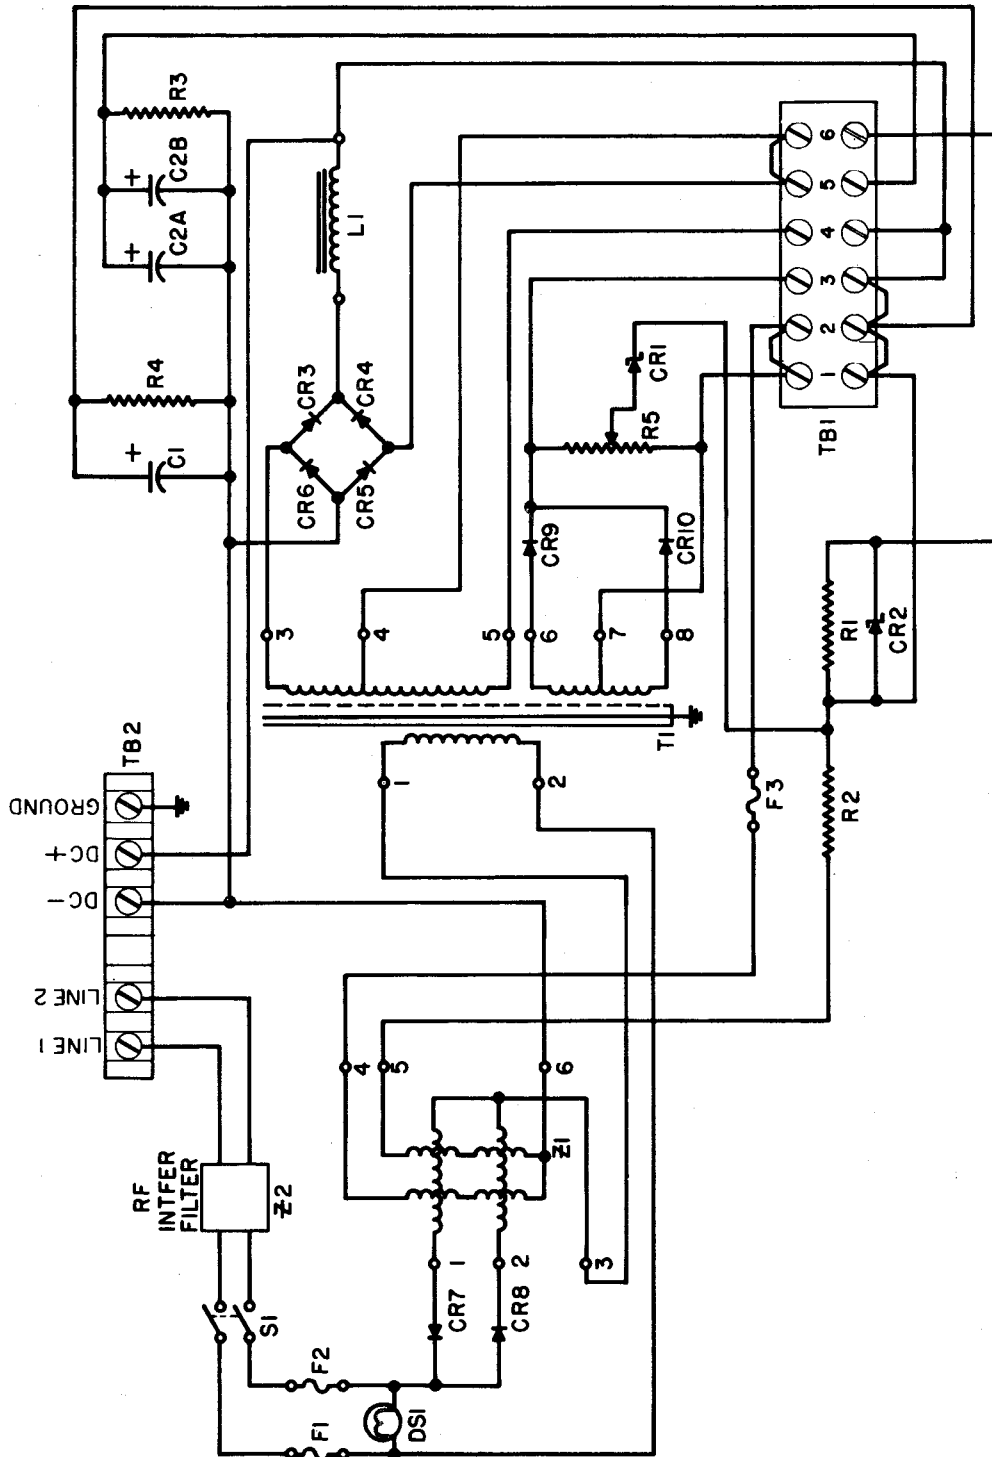 R3
+
C2B
+
C2A
R4
+
C1
L1
CR3
CR4
CR6
CR5
6
5
4
3
2
1
TB1
CR1
R5
CR9
CR10
3
4
5
6
7
8
R1
CR2
T1
1
2
F3
R2
TB2
GROUND
DC+
DC-
LINE 2
LINE 1
4
5
6
Z1
1
2
3
RF
INTFER
FILTER
Z2
S1
CR7
CR8
F2
F1
DS1